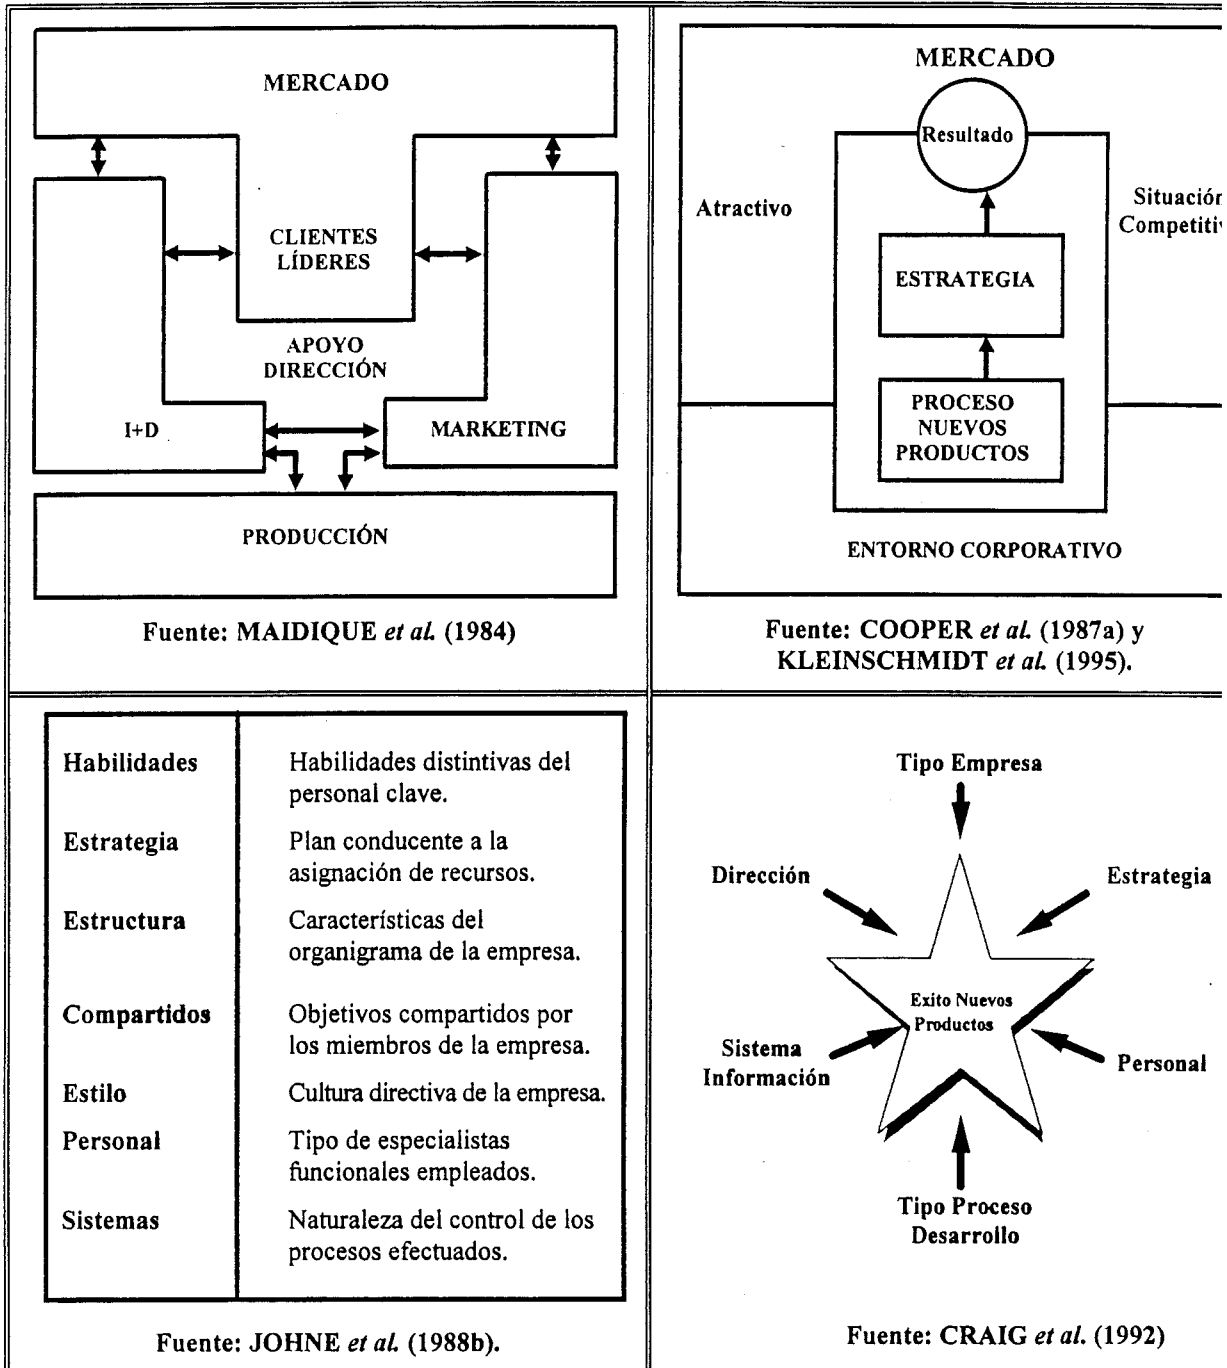 MERCADO
CLIENTES
LÍDERES
APOYO
DIRECCIÓN
I+D
MARKETING
PRODUCCIÓN
Fuente: MAIDIQUE et al. (1984)
MERCADO
Resultado
Atractivo
Situación
ESTRATEGIA
PROCESO
NUEVOS
PRODUCTOS
ENTORNO CORPORATIVO
Fuente: COOPER et al. (1987a) y
KLEINSCHMIDT et al. (1995).
Habilidades Habilidades distintivas del
personal clave.
Estrategia Plan conducente a la
asignación de recursos.
Estructura Característícas del
organigrama de la empresa.
Compartidos Objetivos compartidos por
los miembros de la empresa.
Estilo Cultura directiva de la empresa.
Personal Tipo de especialistas
funcionales empleados.
Sistemas Naturaleza del control de los
procesos efectuados.
Fuente: JOHNE et al. (1988b).
Tipo Empresa
Dirección
Estrategia
Exito Nuevos
Productos
Sistema
Información
Personal
Tipo Proceso
Desarrollo
Fuente: CRAIG et al. (1992)